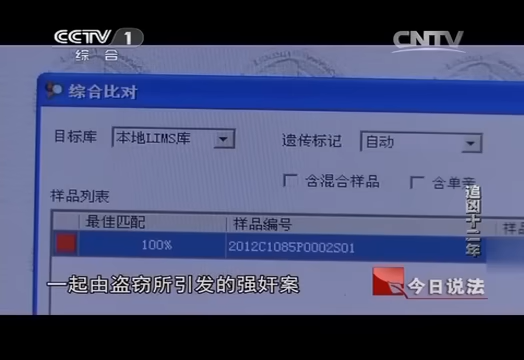 CCTV 1
综合
CNTV
综合比对
目标库 本地LIMS库 遗传标记 自动
含混合样品 含单亲
样品列表
最佳匹配 样品编号 样
100% 2012C1085P0002S01
追凶十二年
一起由盗窃所引发的强奸案
今日说法